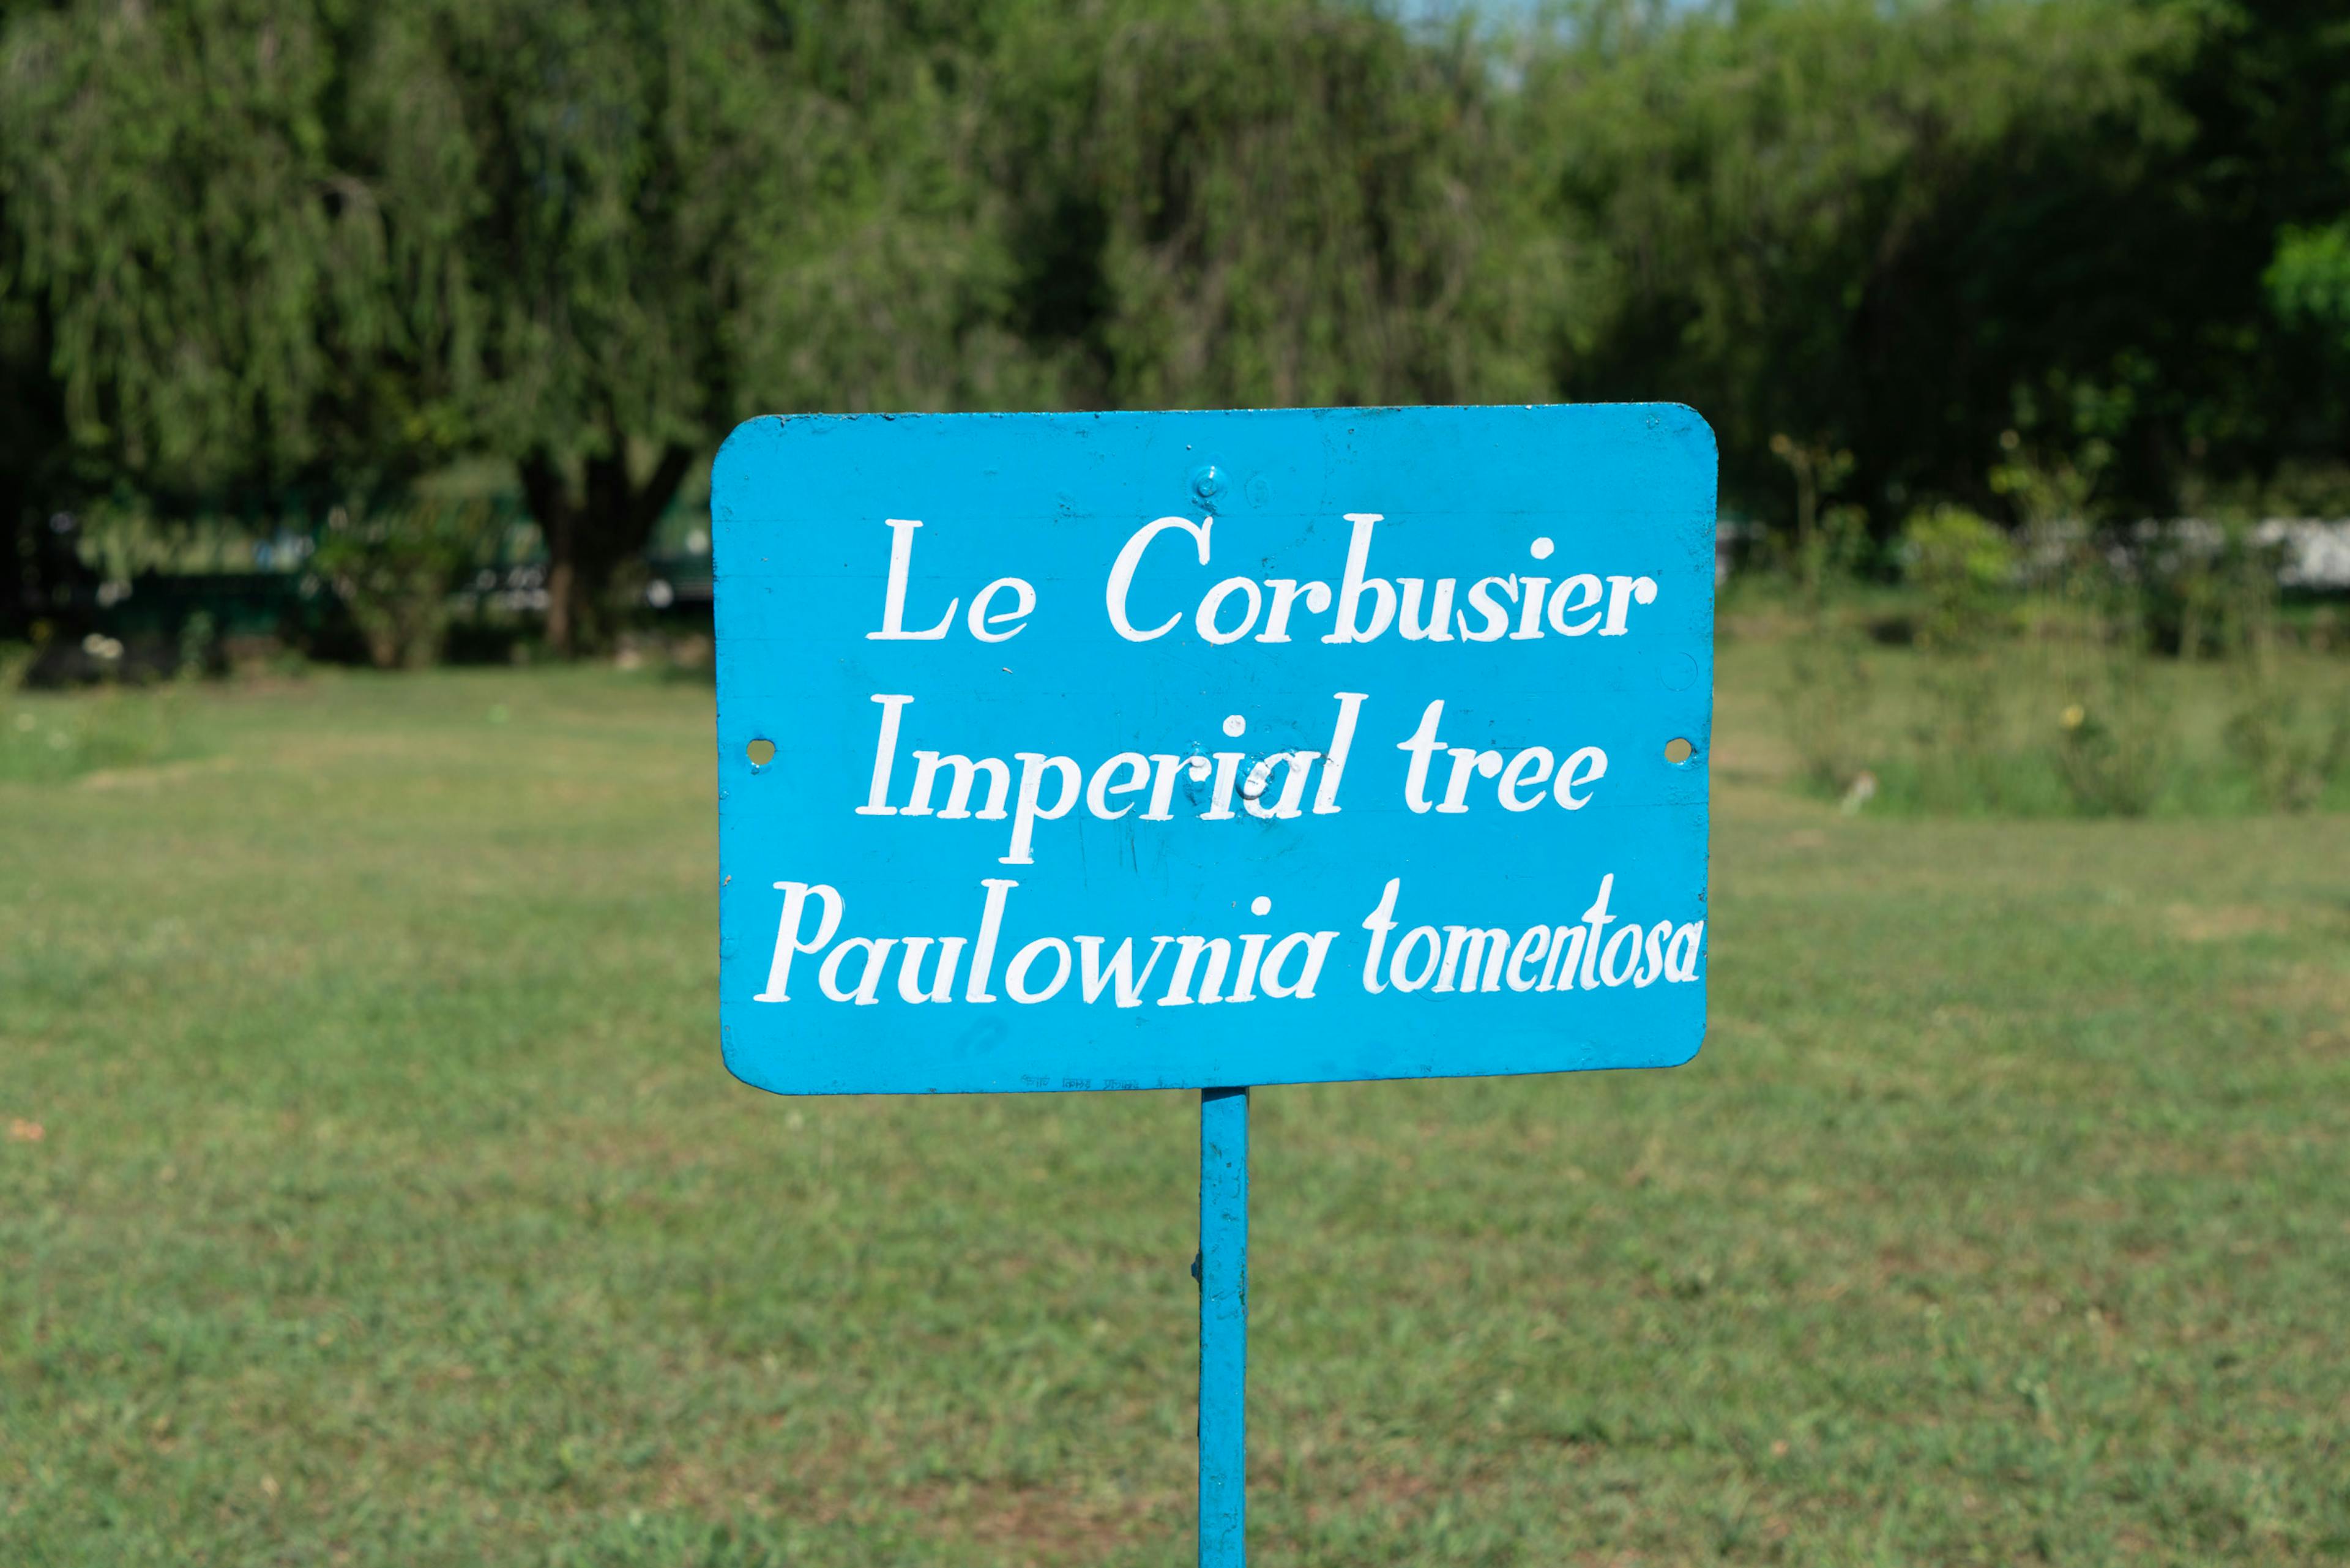 Le Corbusier
Imperial tree
Paulownia tomentosa